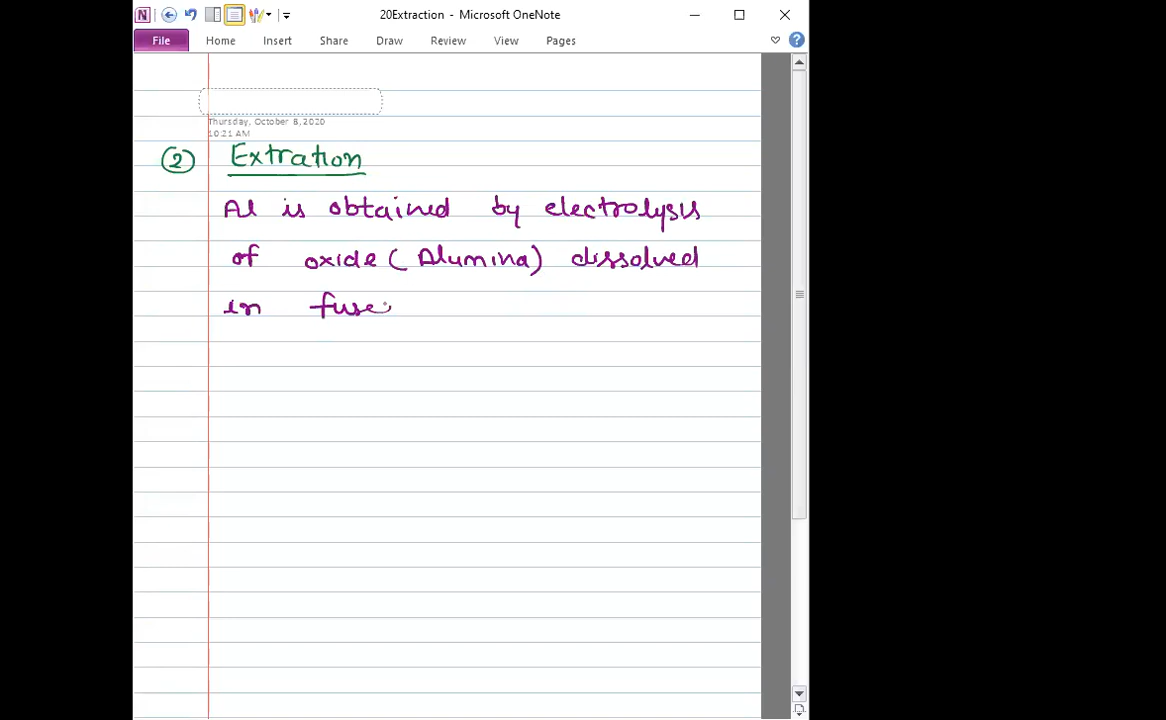 20Extraction - Microsoft OneNote
File Home Insert Share Draw Review View Pages
Thursday, October 8, 2020
10:21 AM
2 Extration
Al is obtained by electrolysis
of oxide (Alumina) dissolved
in fuse